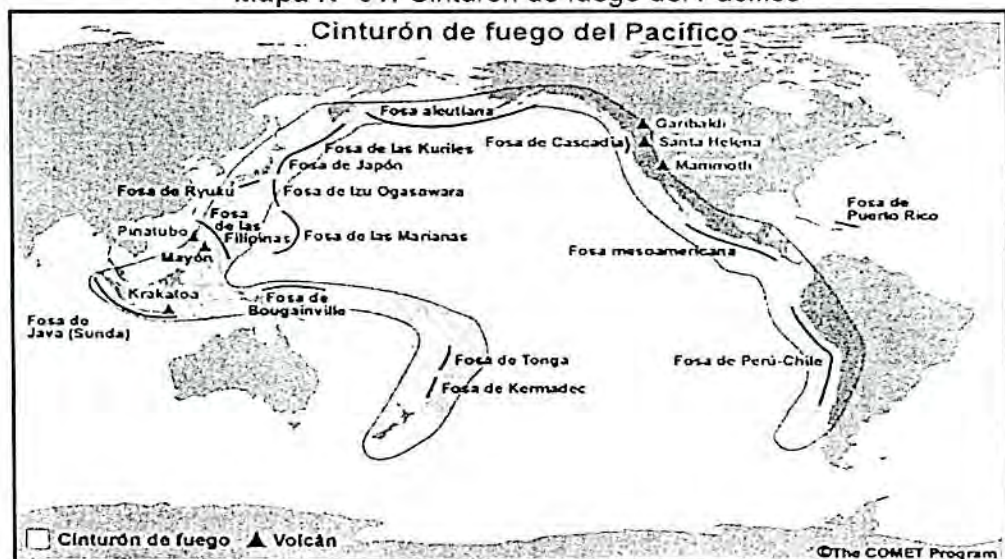 Cinturón de fuego del Pacífico
Fosa aleutiana
Garibaldi
Fosa de las Kuriles
Fosa de Cascadia
Santa Helena
Fosa de Japón
Mammoth
Fosa de Ryuku
Fosa de Izu Ogasawara
Fosa de
Puerto Rico
Fosa
de las
Filipinas
Pinatubo
Fosa de las Marianas
Mayón
Fosa mesoamericana
Krakatoa
Fosa de
Bougainville
Fosa de
Java (Sunda)
Fosa de Tonga
Fosa de Perú-Chile
Fosa de Kermadec
Cinturón de fuego
Volcán
©The COMET Program